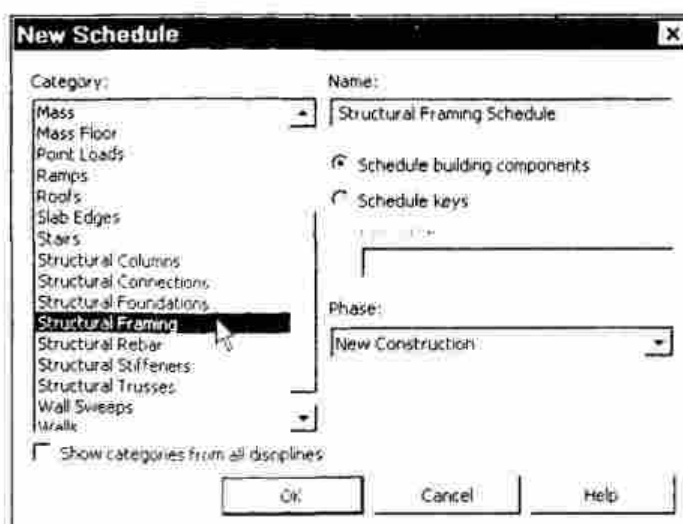 New Schedule
Category:
Mass
Mass Floor
Point Loads
Ramps
Roofs
Slab Edges
Stairs
Structural Columns
Structural Connections
Structural Foundations
Structural Framing
Structural Rebar
Structural Stiffeners
Structural Trusses
Wall Sweeps
Walls
Show categories from all disciplines
Name:
Structural Framing Schedule
Schedule building components
Schedule keys
Phase:
New Construction
OK
Cancel
Help